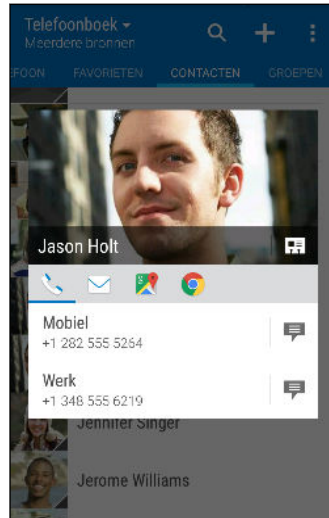 Telefoonboek
Meerdere bronnen
EFOON FAVORIETEN CONTACTEN GROEPEN
Jason Holt
Mobiel
+1 282 555 5264
Werk
+1 348 555 6219
Jennifer Singer
Jerome Williams